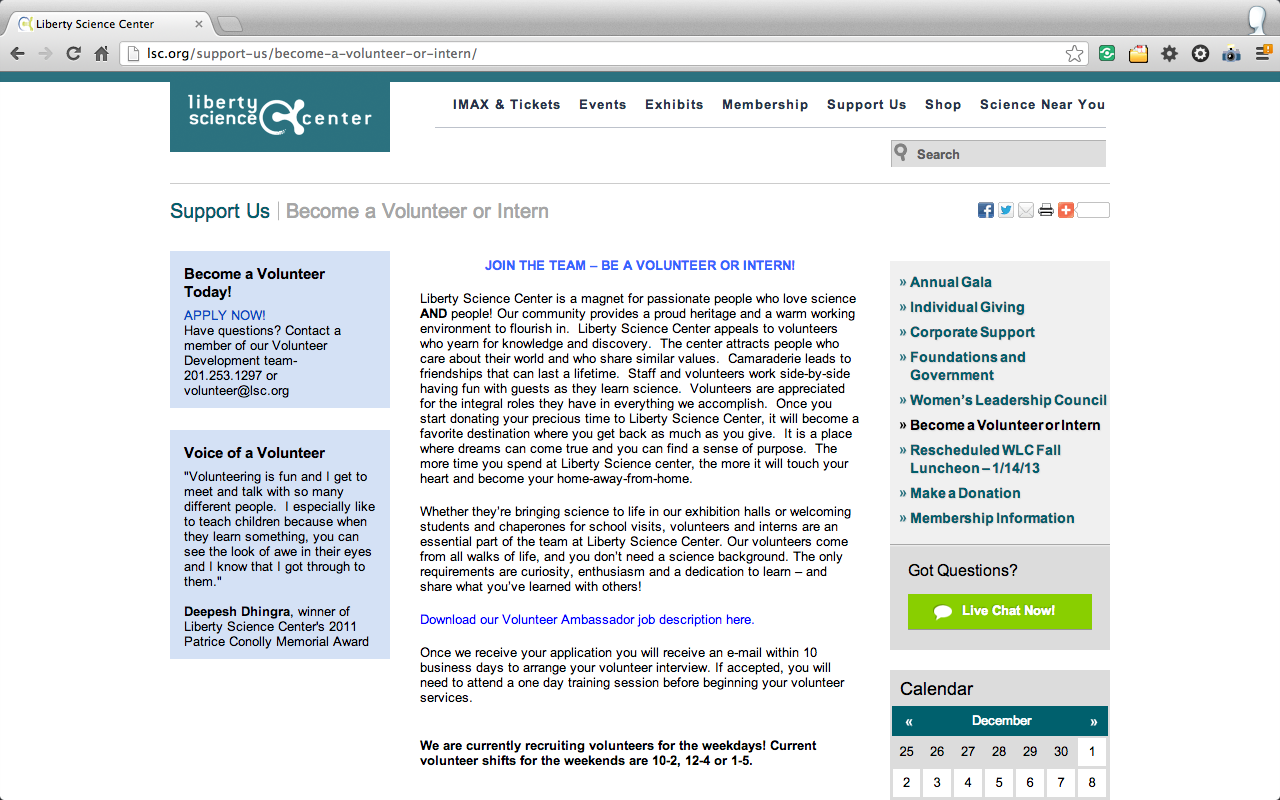 Liberty Science Center
lsc.org/support-us/become-a-volunteer-or-intern/
liberty
science center
IMAX & Tickets Events Exhibits Membership Support Us Shop Science Near You
Search
Support Us | Become a Volunteer or Intern
Become a Volunteer
Today!
APPLY NOW!
Have questions? Contact a
member of our Volunteer
Development team-
201.253.1297 or
volunteer@lsc.org
Voice of a Volunteer
"Volunteering is fun and I get to
meet and talk with so many
different people.  I especially like
to teach children because when
they learn something, you can
see the look of awe in their eyes
and I know that I got through to
them."
Deepesh Dhingra, winner of
Liberty Science Center's 2011
Patrice Conolly Memorial Award
JOIN THE TEAM – BE A VOLUNTEER OR INTERN!
Liberty Science Center is a magnet for passionate people who love science
AND people! Our community provides a proud heritage and a warm working
environment to flourish in.  Liberty Science Center appeals to volunteers
who yearn for knowledge and discovery.  The center attracts people who
care about their world and who share similar values.  Camaraderie leads to
friendships that can last a lifetime.  Staff and volunteers work side-by-side
having fun with guests as they learn science.  Volunteers are appreciated
for the integral roles they have in everything we accomplish.  Once you
start donating your precious time to Liberty Science Center, it will become a
favorite destination where you get back as much as you give.  It is a place
where dreams can come true and you can find a sense of purpose.  The
more time you spend at Liberty Science center, the more it will touch your
heart and become your home-away-from-home.
Whether they're bringing science to life in our exhibition halls or welcoming
students and chaperones for school visits, volunteers and interns are an
essential part of the team at Liberty Science Center. Our volunteers come
from all walks of life, and you don't need a science background. The only
requirements are curiosity, enthusiasm and a dedication to learn – and
share what you've learned with others!
Download our Volunteer Ambassador job description here.
Once we receive your application you will receive an e-mail within 10
business days to arrange your volunteer interview. If accepted, you will
need to attend a one day training session before beginning your volunteer
services.
We are currently recruiting volunteers for the weekdays! Current
volunteer shifts for the weekends are 10-2, 12-4 or 1-5.
» Annual Gala
» Individual Giving
» Corporate Support
» Foundations and
Government
» Women's Leadership Council
» Become a Volunteer or Intern
» Rescheduled WLC Fall
Luncheon – 1/14/13
» Make a Donation
» Membership Information
Got Questions?
Live Chat Now!
Calendar
« December »
25 26 27 28 29 30 1
2 3 4 5 6 7 8